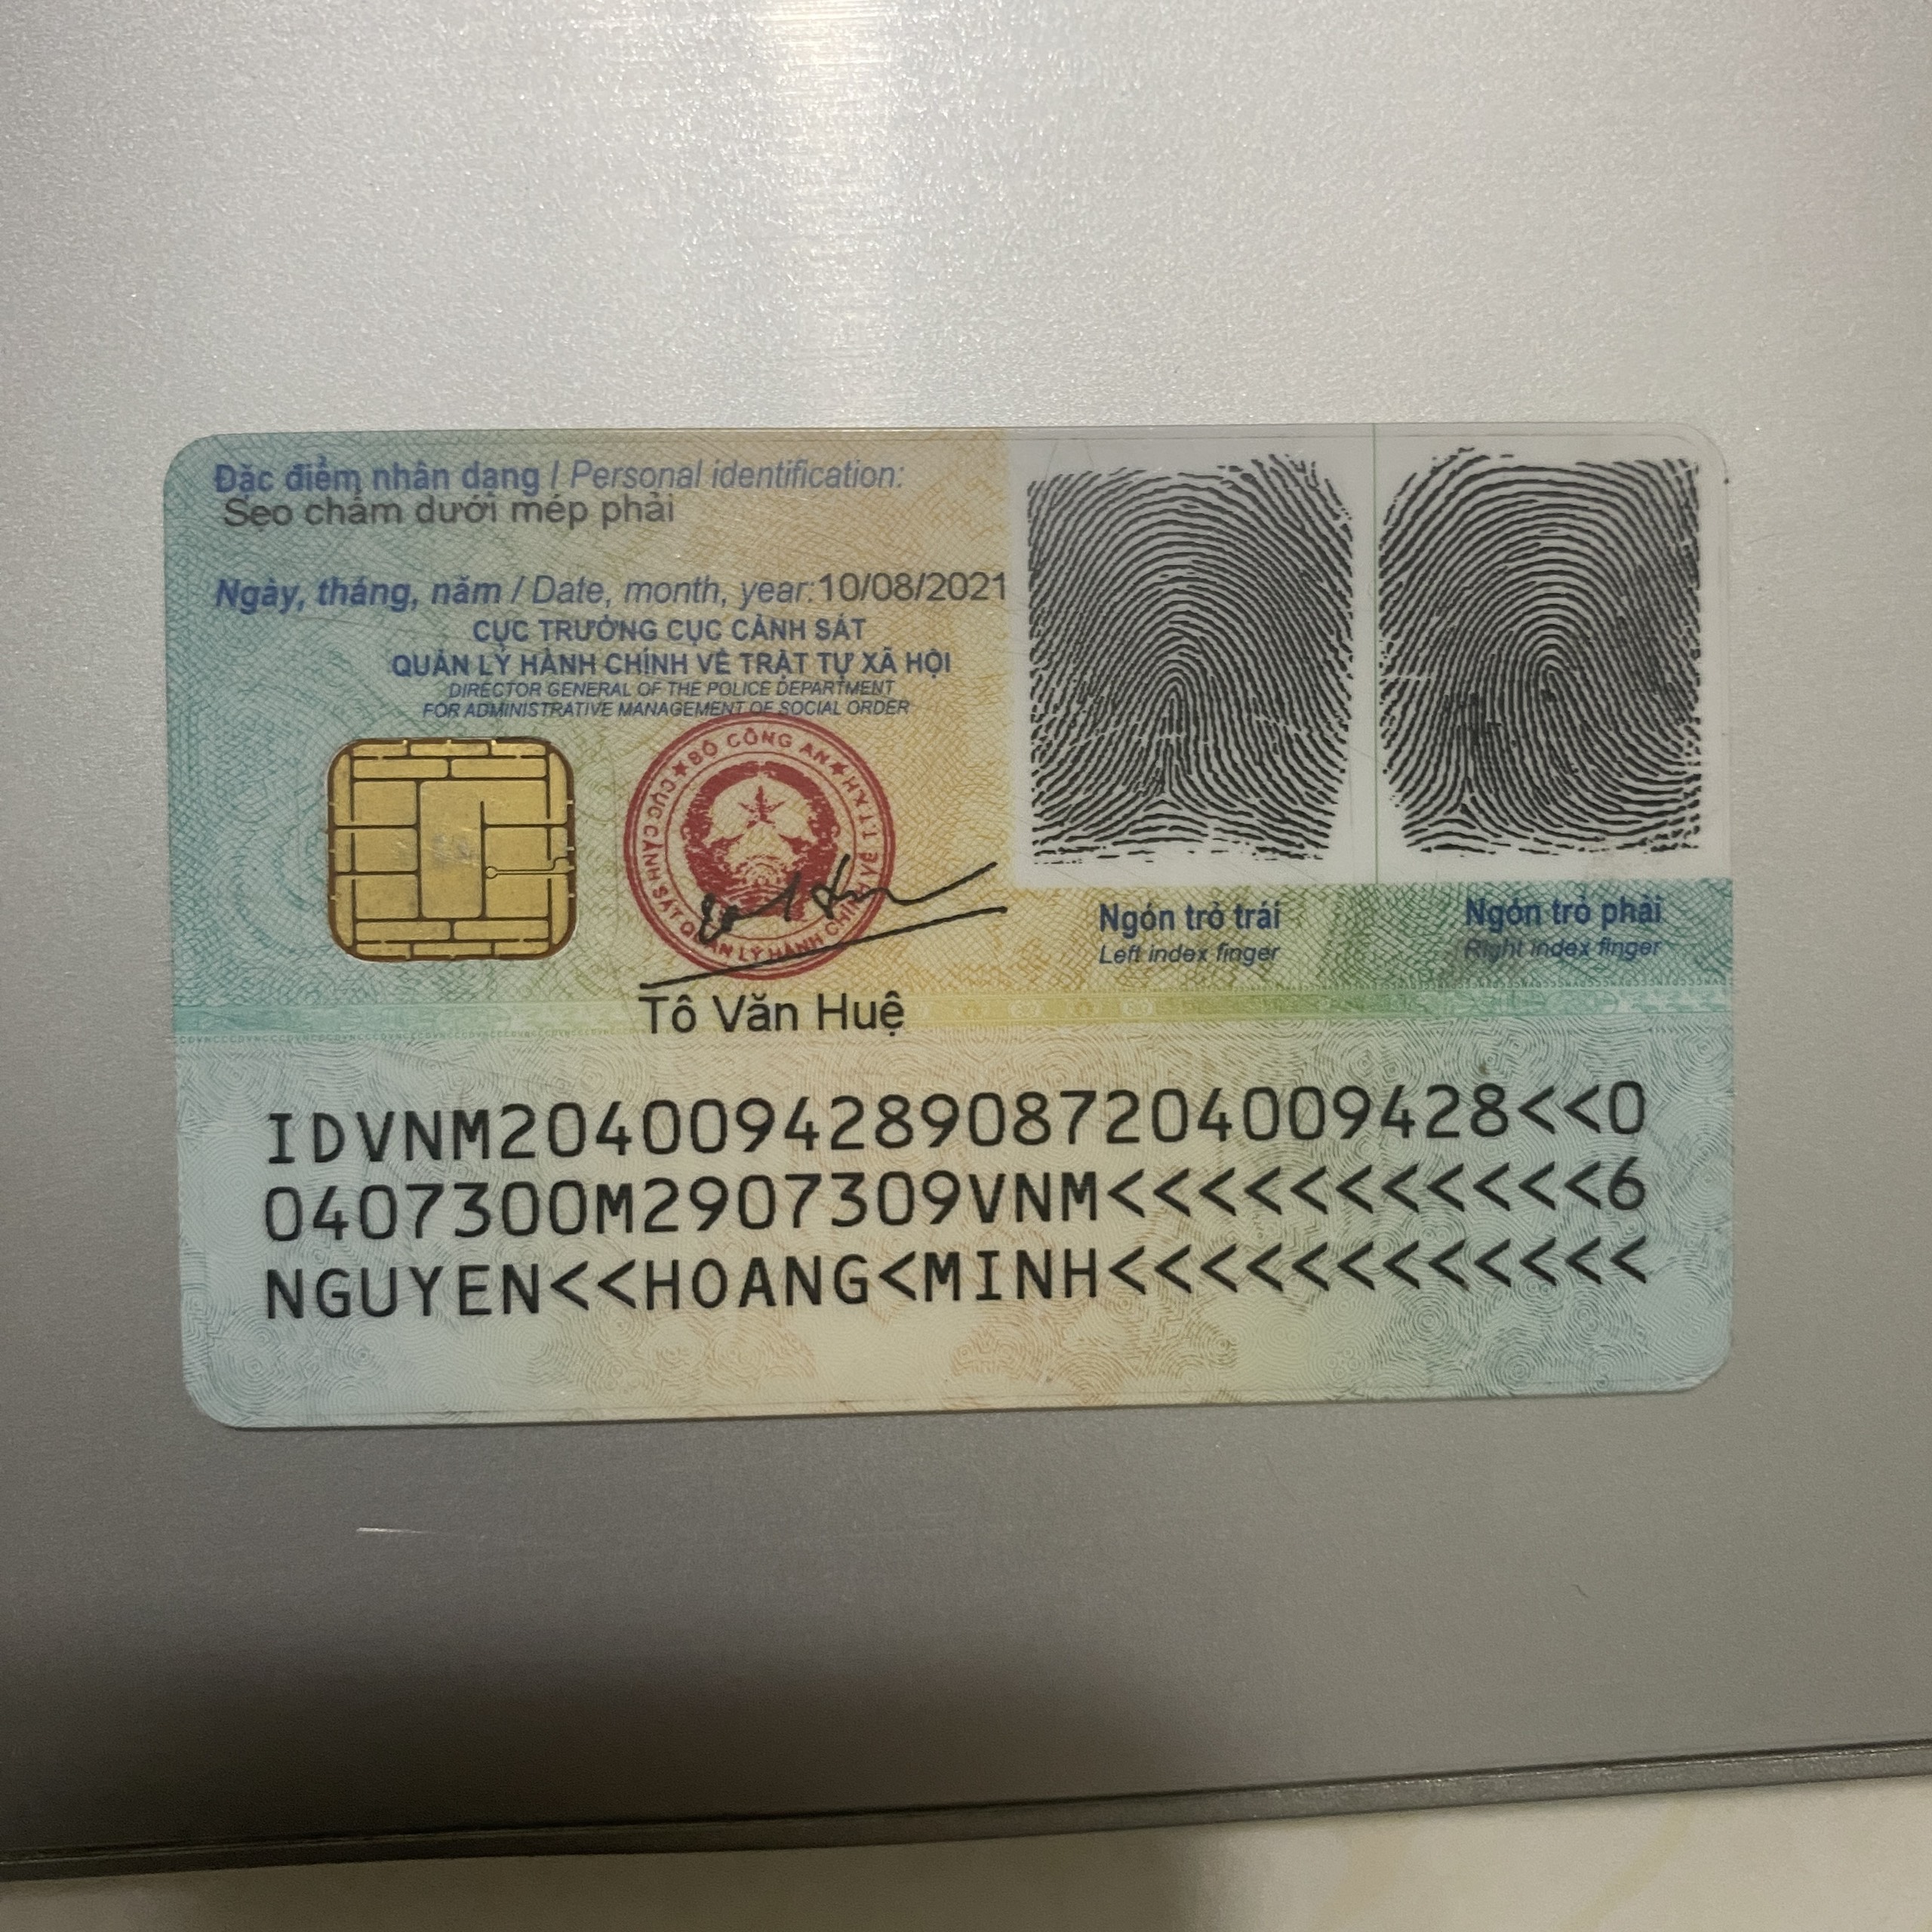 Đặc điểm nhân dạng / Personal identification:
Sẹo chấm dưới mép phải
Ngày, tháng, năm / Date, month, year:10/08/2021
CỤC TRƯỞNG CỤC CẢNH SÁT
QUẢN LÝ HÀNH CHÍNH VỀ TRẬT TỰ XÃ HỘI
DIRECTOR GENERAL OF THE POLICE DEPARTMENT
FOR ADMINISTRATIVE MANAGEMENT OF SOCIAL ORDER
BỘ CÔNG AN
CỤC CẢNH SÁT QUẢN LÝ HÀNH CHÍNH
Tô Văn Huệ
Ngón trỏ trái
Left index finger
Ngón trỏ phải
Right index finger
IDVNM2040094289087204009428<<0
0407300M2907309VNM<<<<<<<<<<<6
NGUYEN<<HOANG<MINH<<<<<<<<<<<<